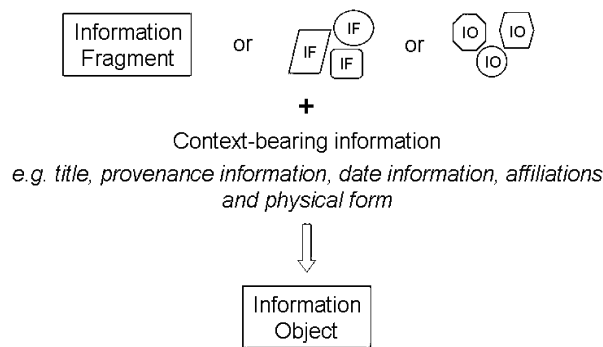 Information
Fragment
or
IF
IF
IF
or
IO
IO
IO
+
Context-bearing information
e.g. title, provenance information, date information, affiliations
and physical form
Information
Object